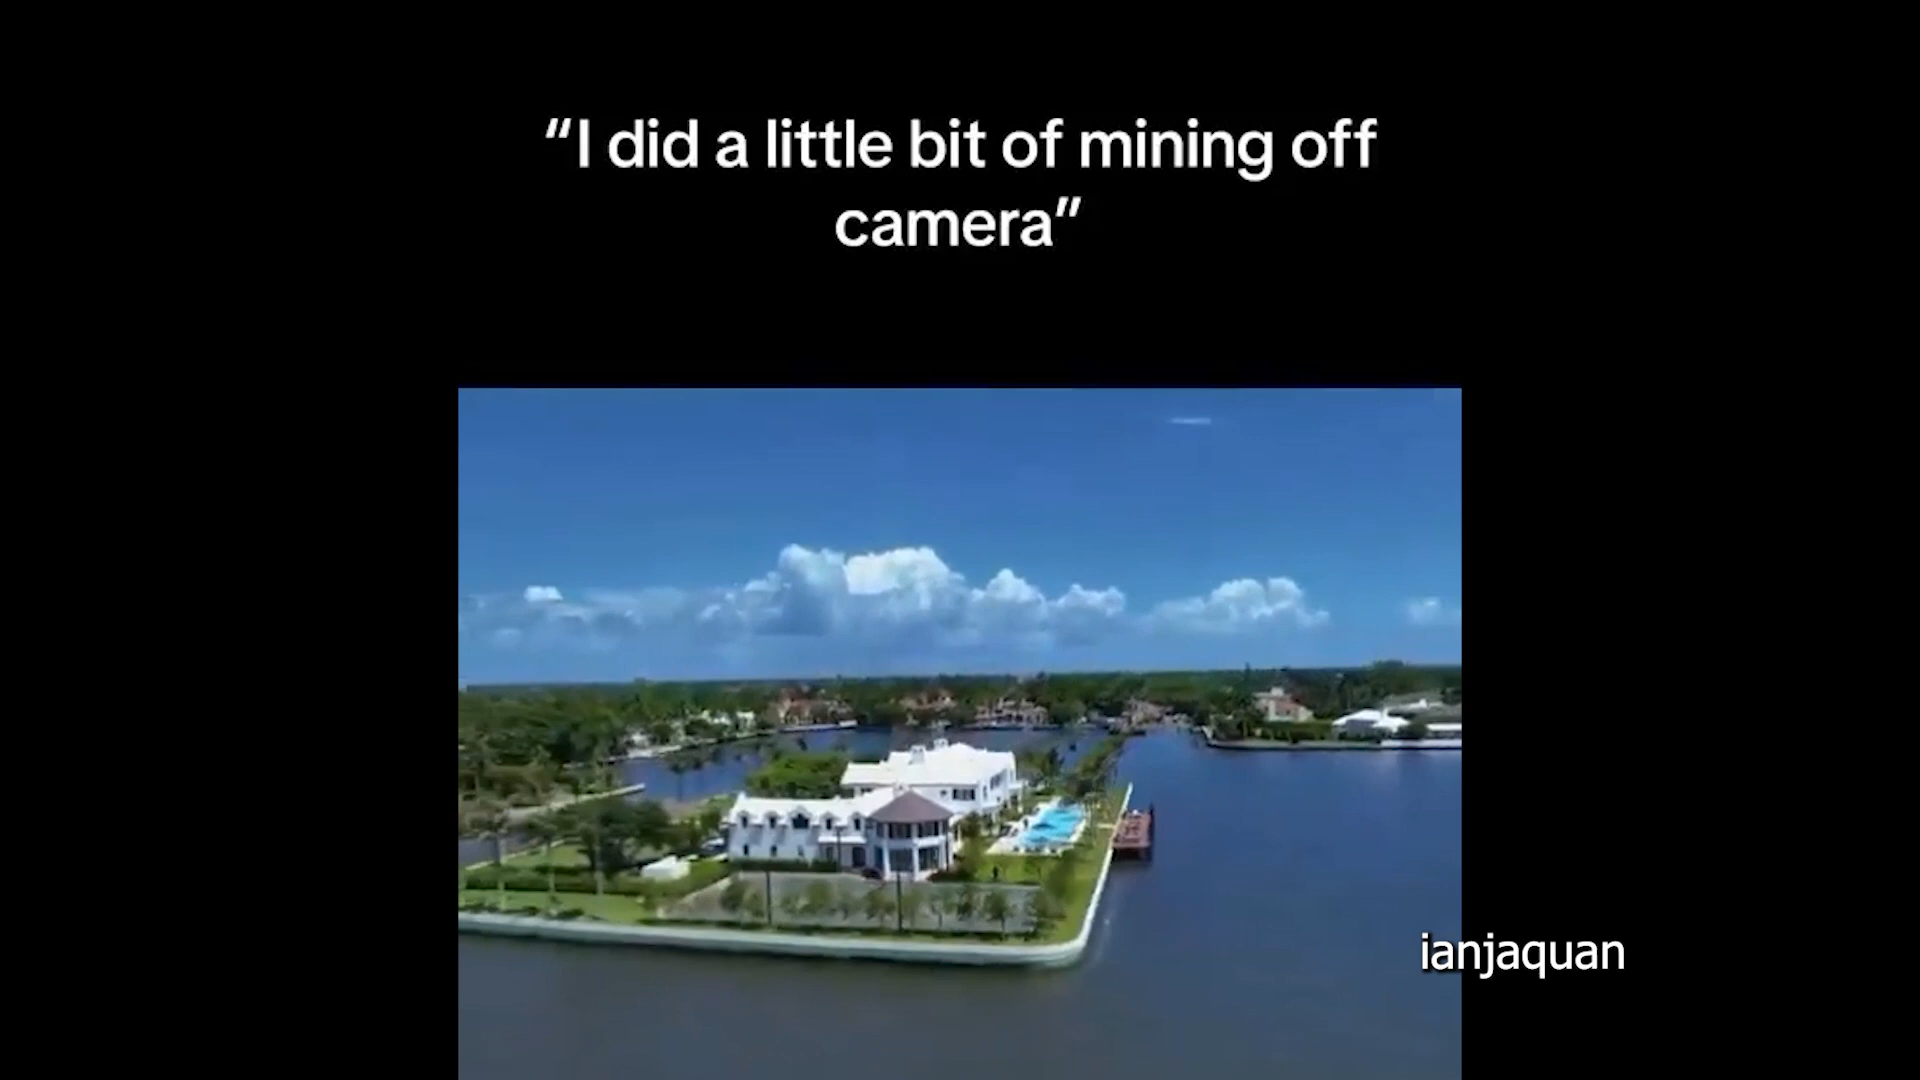 “I did a little bit of mining off
camera”
ianjaquan